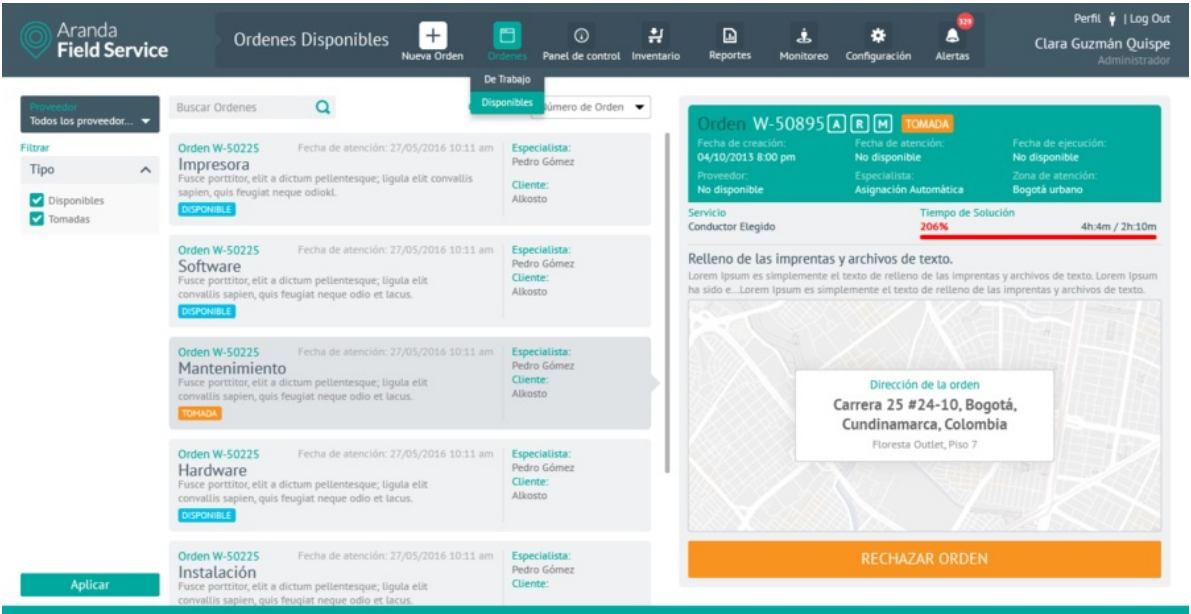 Aranda
Field Service
Ordenes Disponibles
Nueva Orden
Ordenes
Panel de control
Inventario
Reportes
Monitoreo
Configuración
Alertas
329
Perfil | Log Out
Clara Guzmán Quispe
Administrador
De Trabajo
Disponibles
Proveedor
Todos los proveedor...
Filtrar
Tipo
Disponibles
Tomadas
Aplicar
Buscar Ordenes
Número de Orden
Orden W-50225 Fecha de atención: 27/05/2016 10:11 am
Impresora
Fusce porttitor, elit a dictum pellentesque; ligula elit convallis
sapien, quis feugiat neque odiokl.
DISPONIBLE
Especialista:
Pedro Gómez
Cliente:
Alkosto
Orden W-50225 Fecha de atención: 27/05/2016 10:11 am
Software
Fusce porttitor, elit a dictum pellentesque; ligula elit
convallis sapien, quis feugiat neque odio et lacus.
DISPONIBLE
Especialista:
Pedro Gómez
Cliente:
Alkosto
Orden W-50225 Fecha de atención: 27/05/2016 10:11 am
Mantenimiento
Fusce porttitor, elit a dictum pellentesque; ligula elit
convallis sapien, quis feugiat neque odio et lacus.
TOMADA
Especialista:
Pedro Gómez
Cliente:
Alkosto
Orden W-50225 Fecha de atención: 27/05/2016 10:11 am
Hardware
Fusce porttitor, elit a dictum pellentesque; ligula elit
convallis sapien, quis feugiat neque odio et lacus.
DISPONIBLE
Especialista:
Pedro Gómez
Cliente:
Alkosto
Orden W-50225 Fecha de atención: 27/05/2016 10:11 am
Instalación
Fusce porttitor, elit a dictum pellentesque; ligula elit
convallis sapien, quis feugiat neque odio et lacus.
Especialista:
Pedro Gómez
Cliente:
Orden W-50895 A R M TOMADA
Fecha de creación: Fecha de atención: Fecha de ejecución:
04/10/2013 8:00 pm No disponible No disponible
Proveedor: Especialista: Zona de atención:
No disponible Asignación Automática Bogotá urbano
Servicio Tiempo de Solución
Conductor Elegido 206% 4h:4m / 2h:10m
Relleno de las imprentas y archivos de texto.
Lorem Ipsum es simplemente el texto de relleno de las imprentas y archivos de texto. Lorem Ipsum
ha sido e...Lorem Ipsum es simplemente el texto de relleno de las imprentas y archivos de texto.
Dirección de la orden
Carrera 25 #24-10, Bogotá,
Cundinamarca, Colombia
Floresta Outlet, Piso 7
RECHAZAR ORDEN